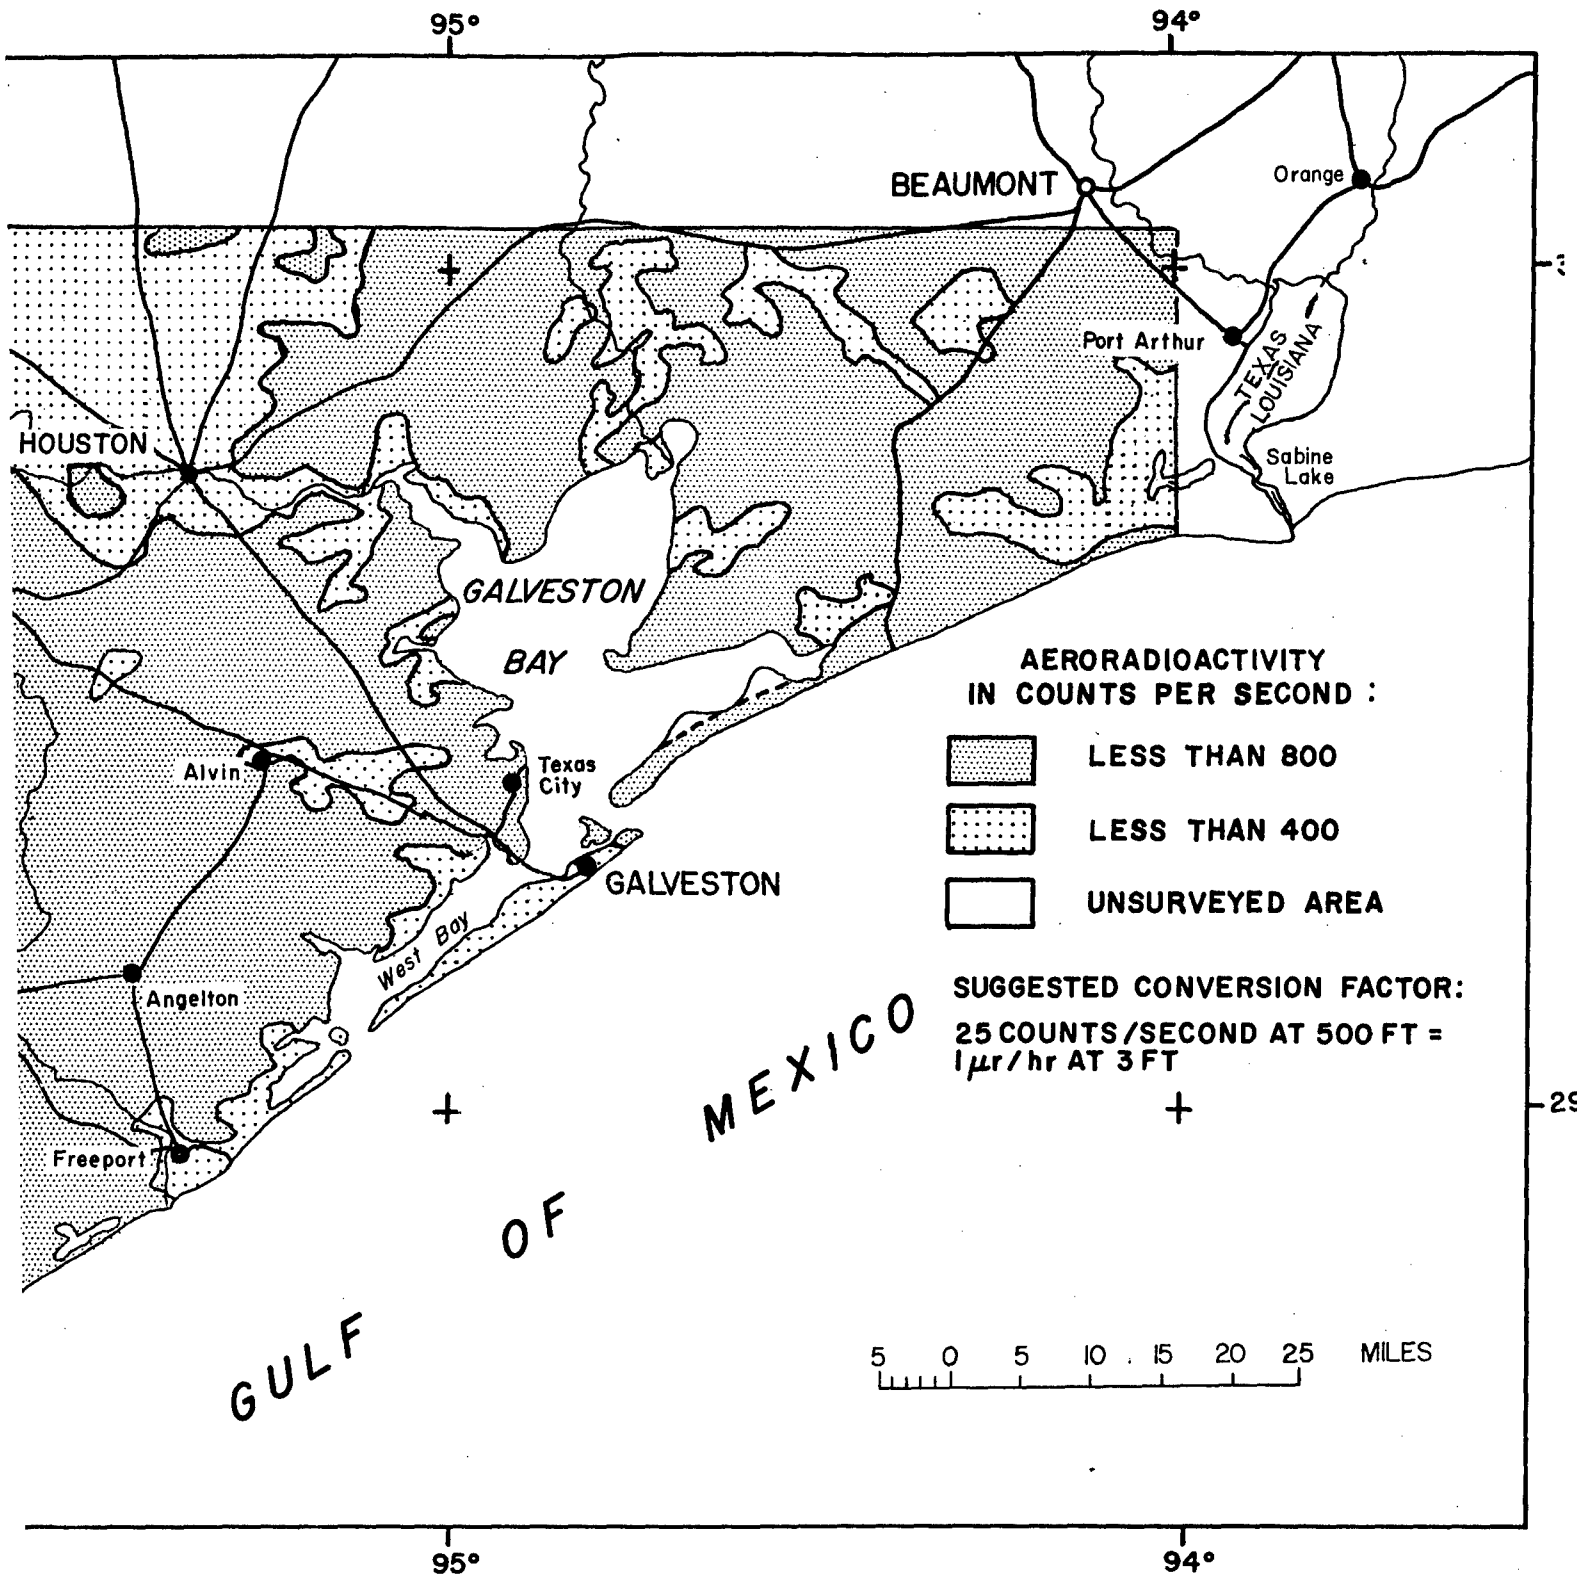 95°
94°
BEAUMONT
Orange
Port Arthur
TEXAS
LOUISIANA
HOUSTON
Sabine
Lake
GALVESTON
BAY
AERORADIOACTIVITY
IN COUNTS PER SECOND :
LESS THAN 800
LESS THAN 400
UNSURVEYED AREA
Alvin
Texas
City
GALVESTON
West Bay
Angelton
SUGGESTED CONVERSION FACTOR:
25 COUNTS/SECOND AT 500 FT =
1 μr/hr AT 3 FT
29
Freeport
GULF OF MEXICO
5 0 5 10 15 20 25 MILES
95°
94°